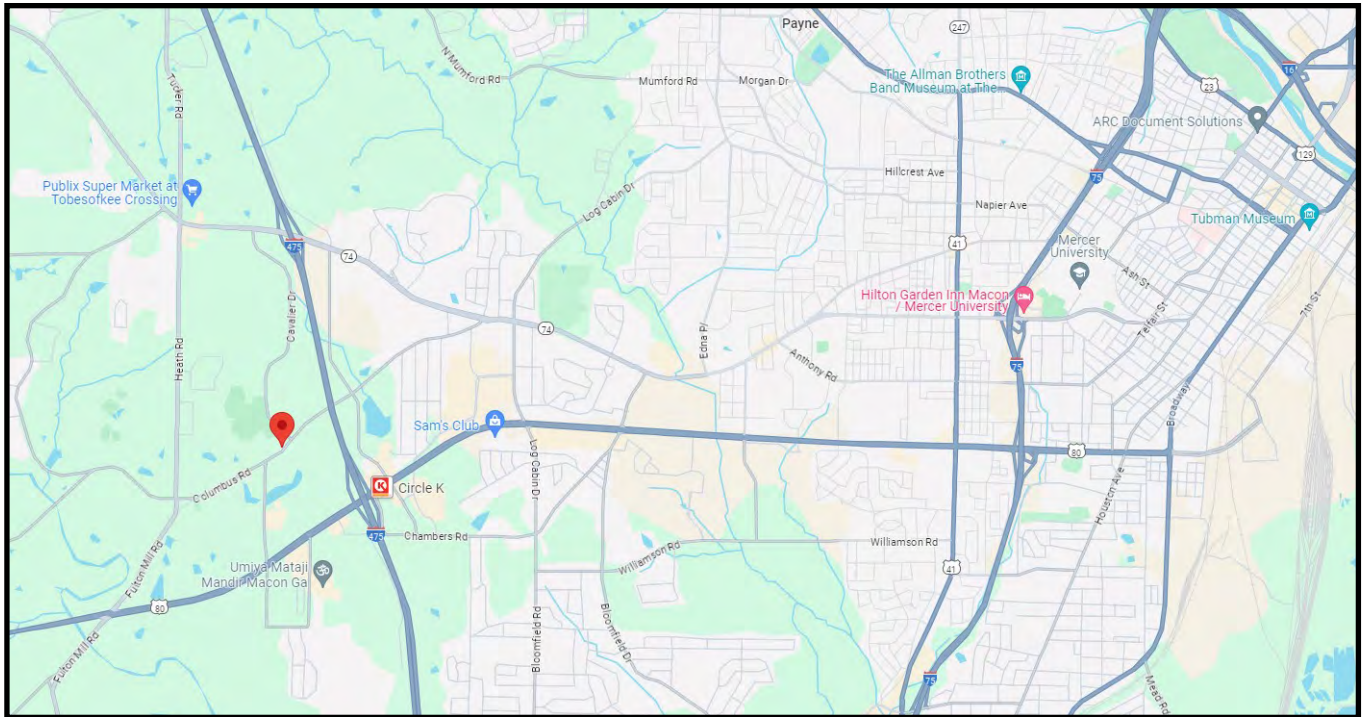 Payne
247
N Mumford Rd
Mumford Rd
Morgan Dr
The Allman Brothers
Band Museum at The...
16
23
Tucker Rd
ARC Document Solutions
129
Hillcrest Ave
75
Publix Super Market at
Tobesofkee Crossing
Log Cabin Dr
Napier Ave
Tubman Museum
475
74
41
Mercer
University
Ash St
Hilton Garden Inn Macon
/ Mercer University
Cavalier Dr
Telfair St
7th St
74
Edna Pl
Heath Rd
Anthony Rd
75
Broadway
Sam's Club
80
Columbus Rd
K
Circle K
Log Cabin Dr
Houston Ave
475
Chambers Rd
Williamson Rd
Williamson Rd
Umiya Mataji
Mandir Macon Ga
41
Fulton Mill Rd
80
Bloomfield Rd
Bloomfield Dr
Fulton Mill Rd
75
Mead Rd